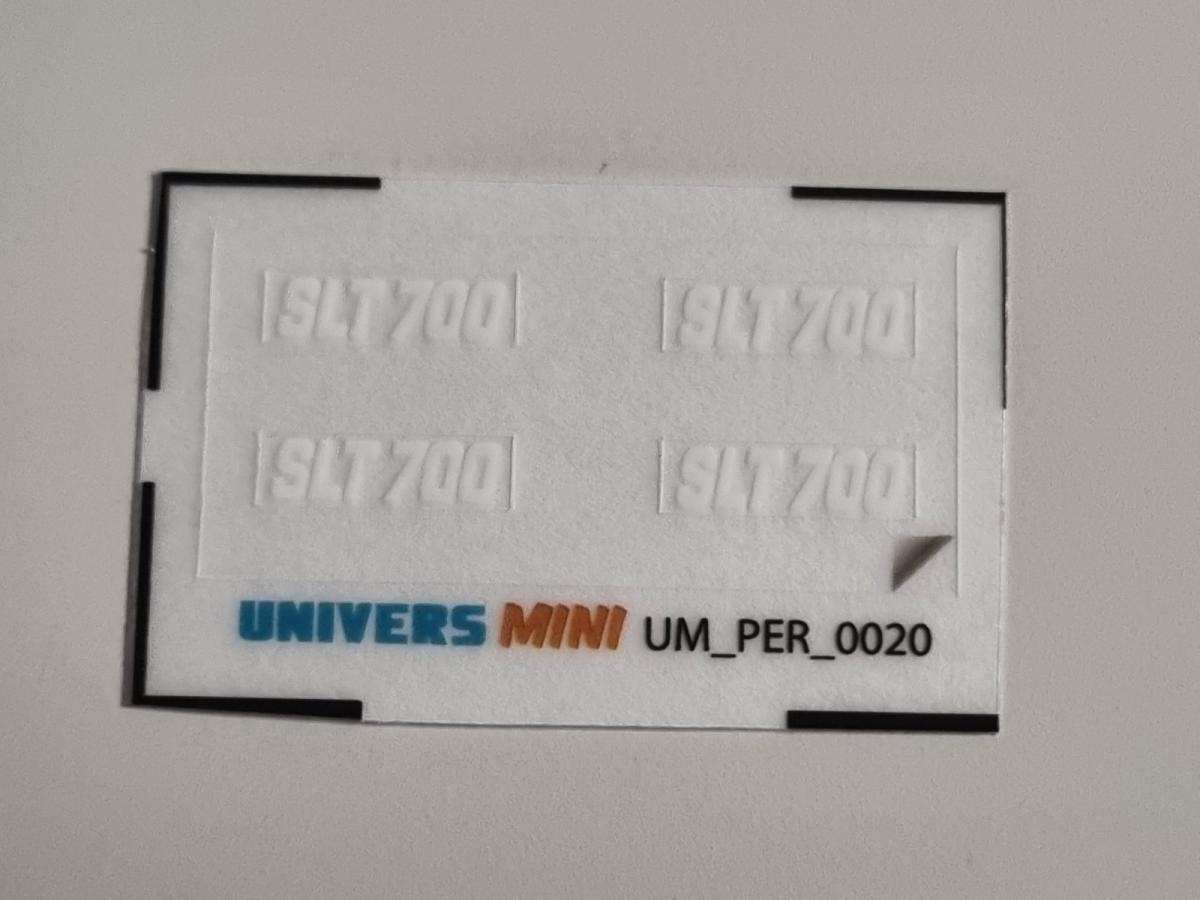 SLT 700 SLT 700
SLT 700 SLT 700
UNIVERS MINI UM_PER_0020